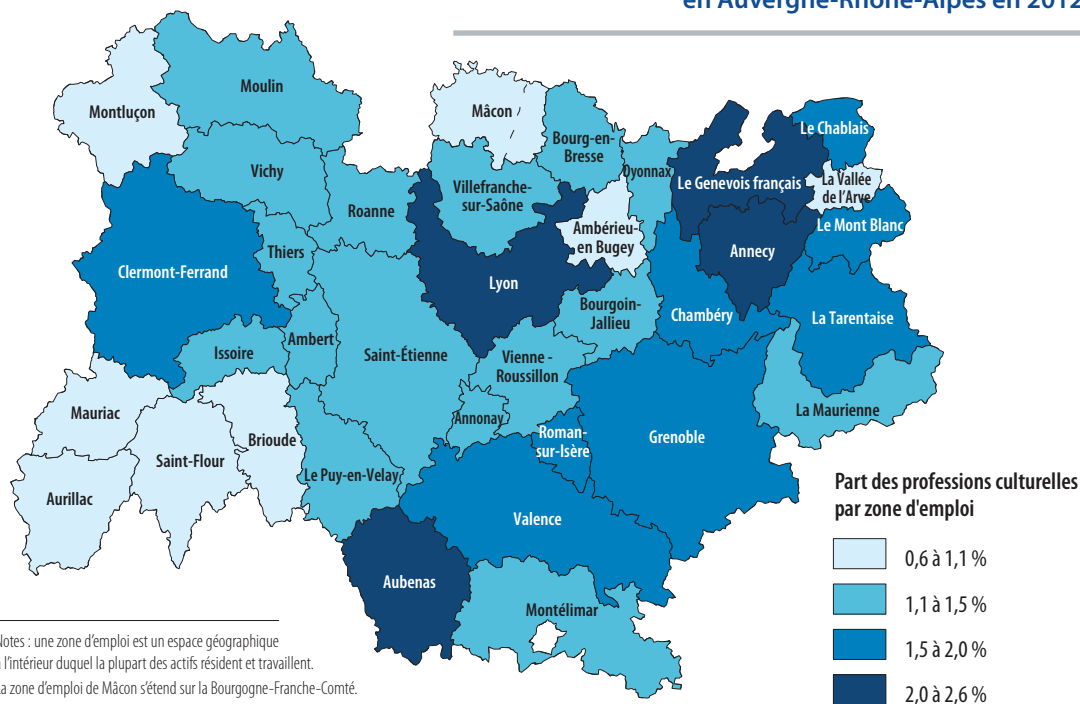 en Auvergne-Rhône-Alpes en 2012
Moulin
Montluçon
Mâcon
Le Chablais
Bourg-en-
Bresse
Vichy
Oyonnax
Le Genevois français
La Vallée
de l'Arve
Villefranche-
sur-Saône
Roanne
Ambérieu-
en Bugey
Le Mont Blanc
Thiers
Annecy
Clermont-Ferrand
Lyon
Bourgoin-
Jallieu
Chambéry
La Tarentaise
Ambert
Issoire
Saint-Étienne
Vienne -
Roussillon
Mauriac
Annonay
La Maurienne
Brioude
Roman-
sur-Isère
Grenoble
Saint-Flour
Le Puy-en-Velay
Aurillac
Valence
Aubenas
Montélimar
Part des professions culturelles
par zone d'emploi
0,6 à 1,1 %
1,1 à 1,5 %
1,5 à 2,0 %
2,0 à 2,6 %
Notes : une zone d'emploi est un espace géographique
l'intérieur duquel la plupart des actifs résident et travaillent.
La zone d'emploi de Mâcon s'étend sur la Bourgogne-Franche-Comté.